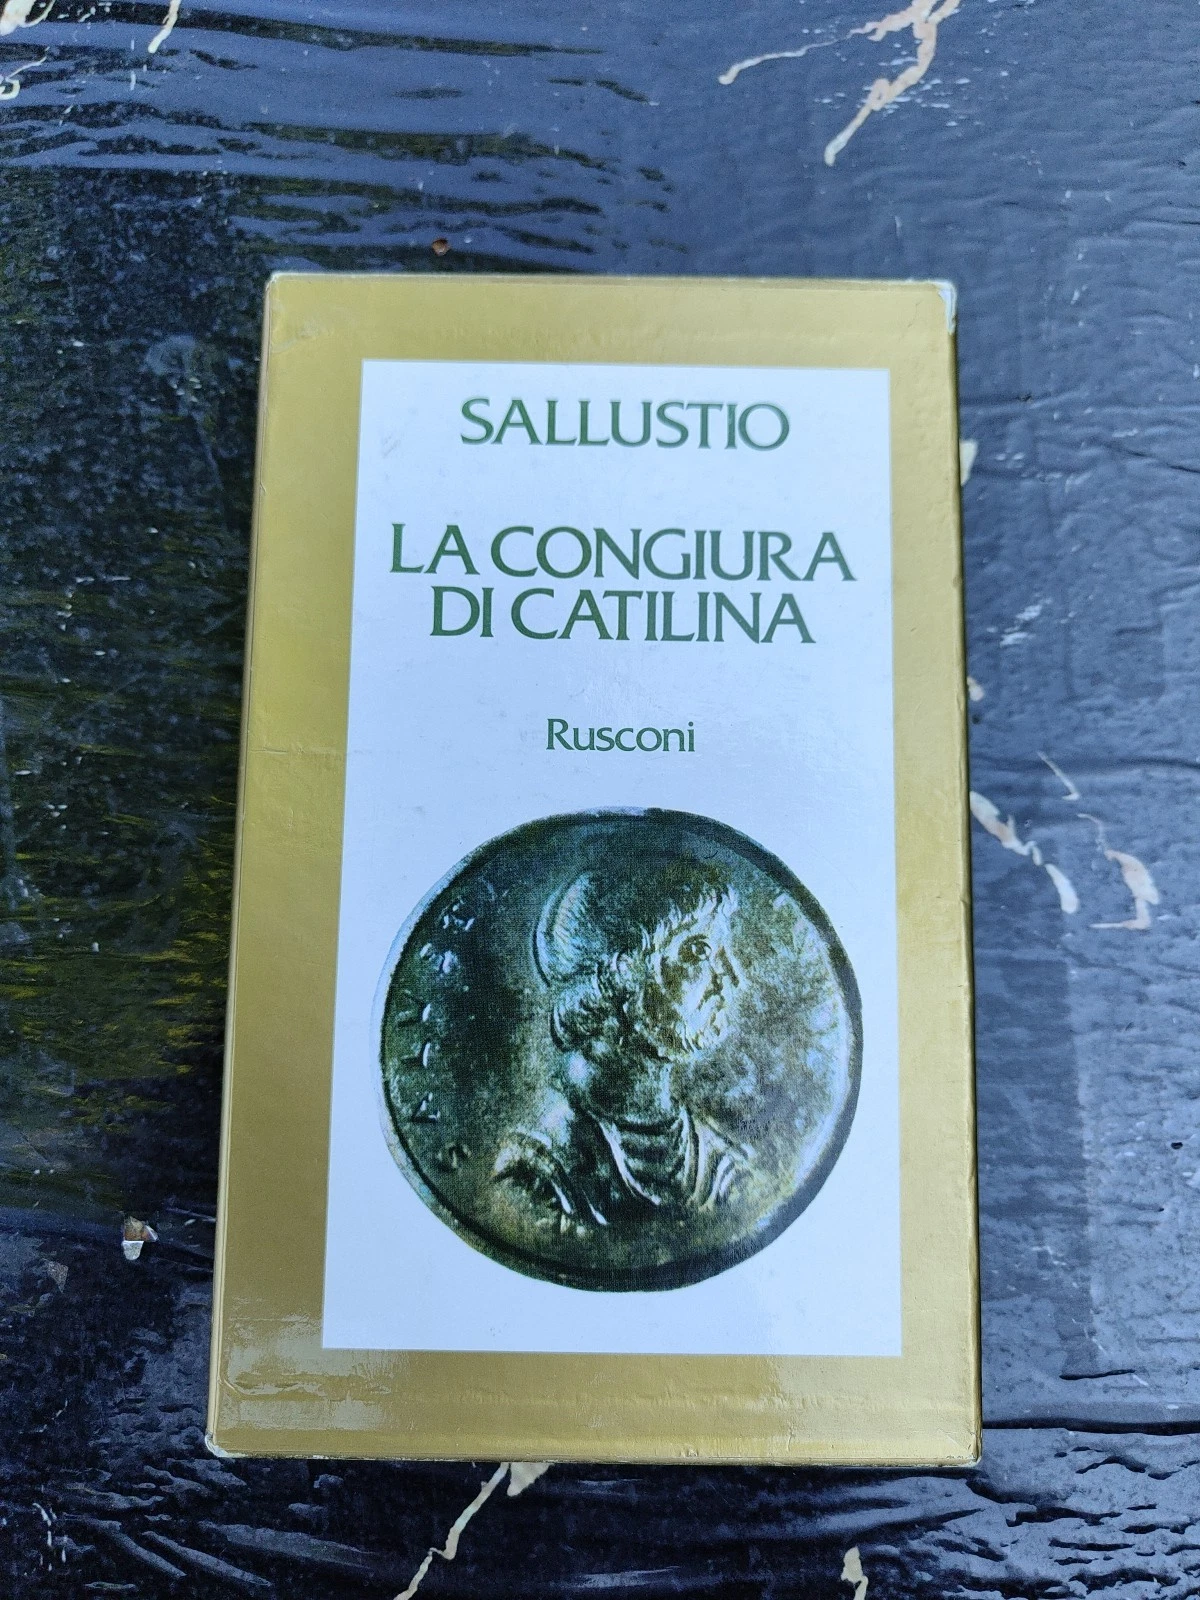 SALLUSTIO
LA CONGIURA
DI CATILINA
Rusconi